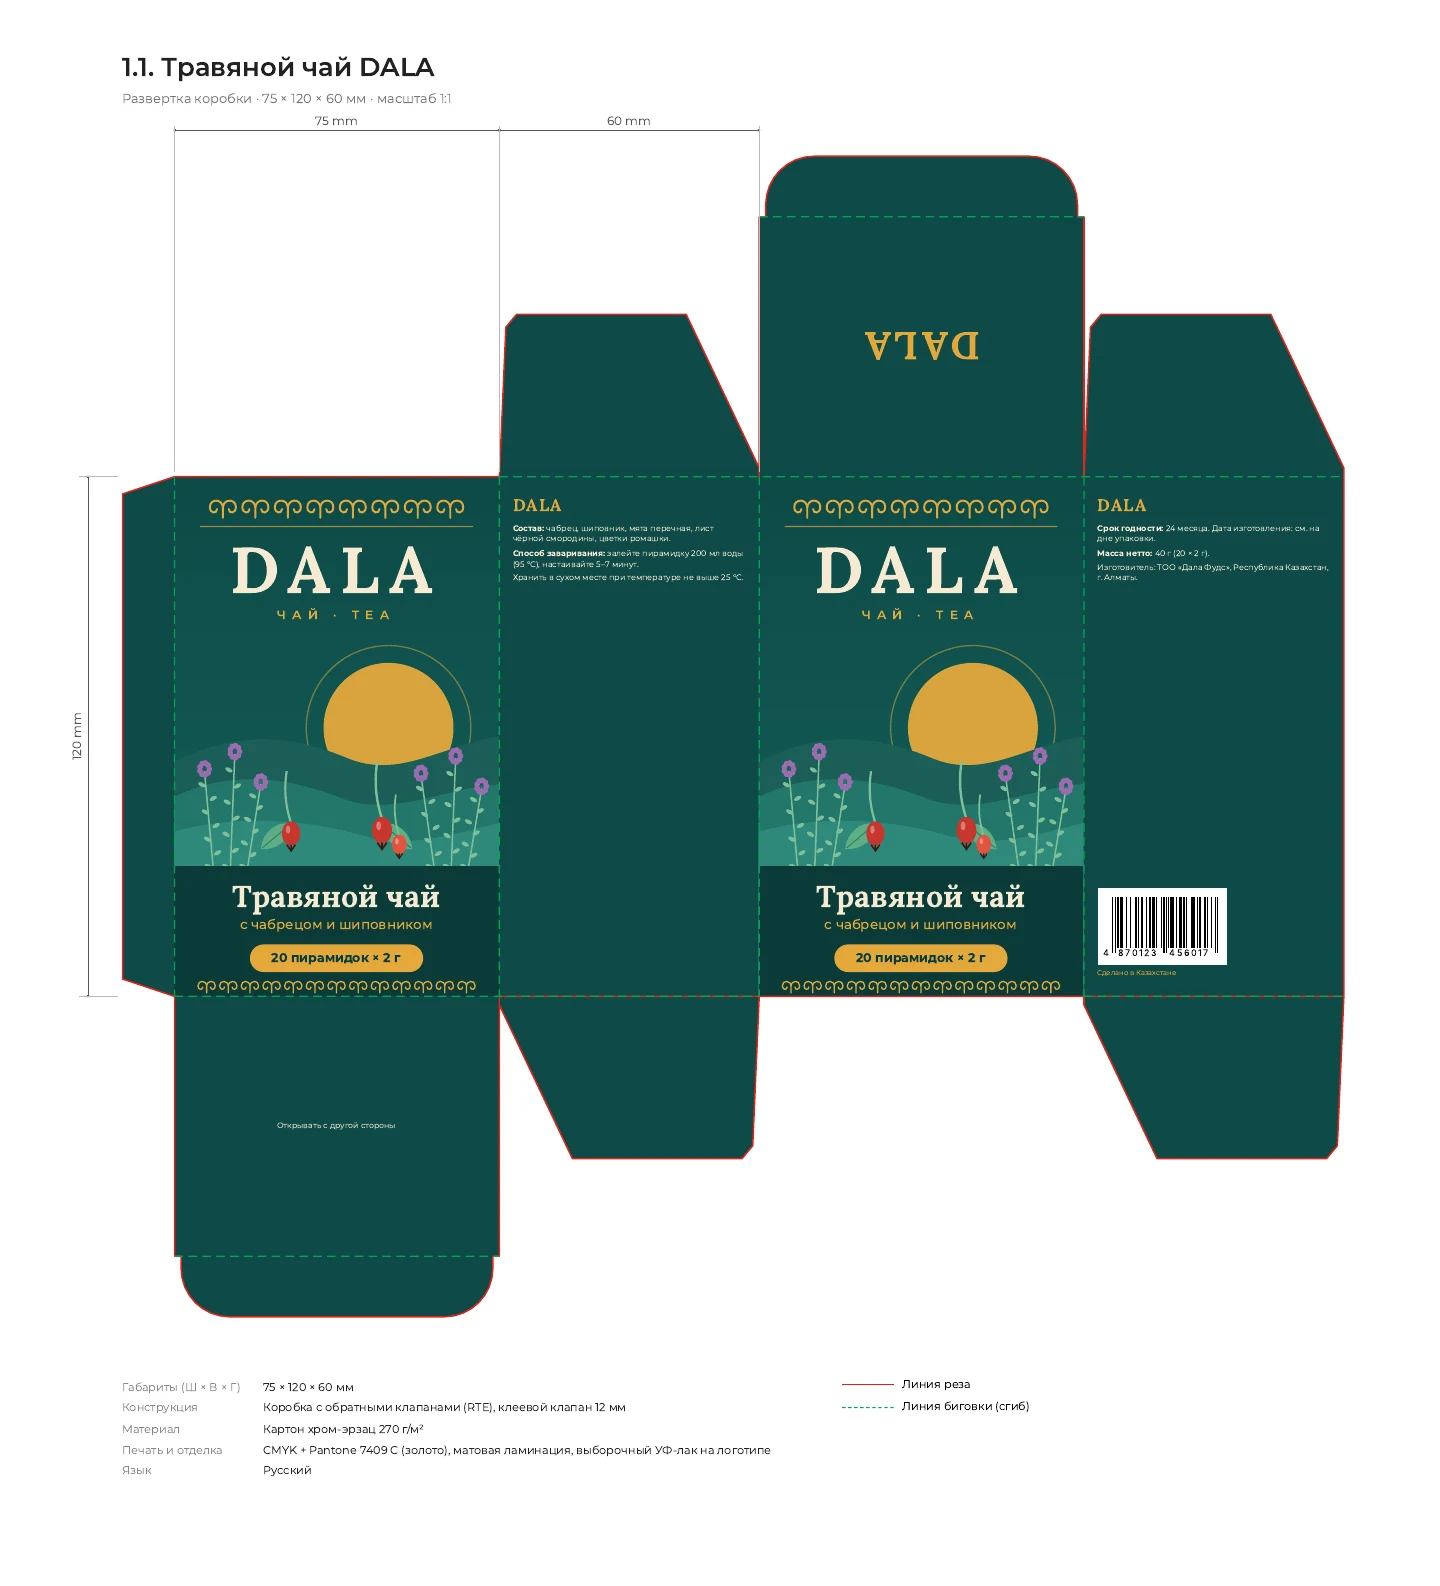 1.1. Травяной чай DALA
Развертка коробки · 75 × 120 × 60 мм · масштаб 1:1
75 mm
60 mm
DALA
120 mm
DALA
ЧАЙ · TEA
Травяной чай
с чабрецом и шиповником
20 пирамидок × 2 г
DALA
Состав: чабрец, шиповник, мята перечная, лист
чёрной смородины, цветки ромашки.
Способ заваривания: залейте пирамидку 200 мл воды
(95 °C), настаивайте 5–7 минут.
Хранить в сухом месте при температуре не выше 25 °C.
DALA
ЧАЙ · TEA
Травяной чай
с чабрецом и шиповником
20 пирамидок × 2 г
DALA
Срок годности: 24 месяца. Дата изготовления: см. на
дне упаковки.
Масса нетто: 40 г (20 × 2 г).
Изготовитель: ТОО «Дала Фудс», Республика Казахстан,
г. Алматы.
4 870123 456017
Сделано в Казахстане
Открывать с другой стороны
Габариты (Ш × В × Г) 75 × 120 × 60 мм
Конструкция Коробка с обратными клапанами (RTE), клеевой клапан 12 мм
Материал Картон хром-эрзац 270 г/м²
Печать и отделка CMYK + Pantone 7409 C (золото), матовая ламинация, выборочный УФ-лак на логотипе
Язык Русский
Линия реза
Линия биговки (сгиб)